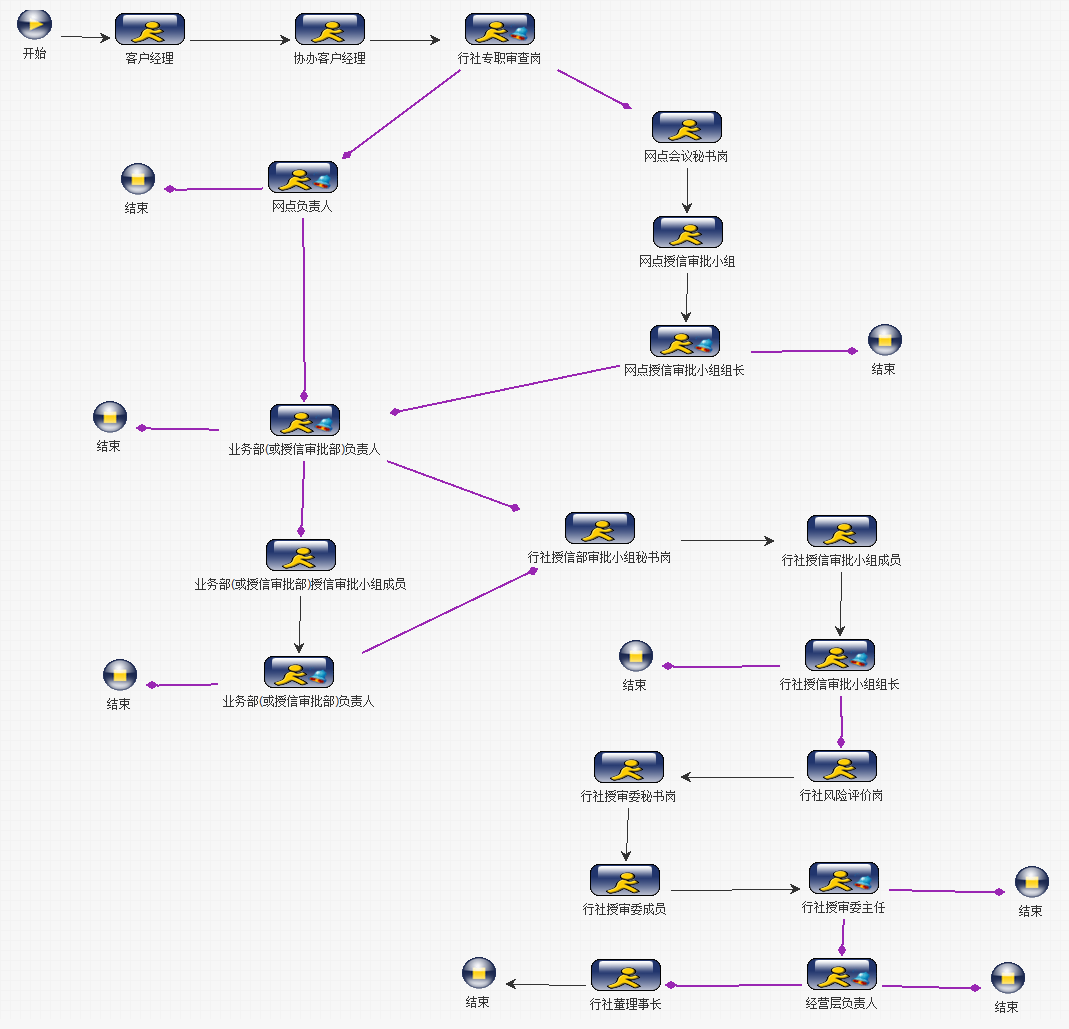 开始
客户经理
协办客户经理
行社专职审查岗
网点会议秘书岗
结束
网点负责人
网点授信审批小组
网点授信审批小组组长
结束
结束
业务部(或授信审批部)负责人
行社授信部审批小组秘书岗
行社授信审批小组成员
业务部(或授信审批部)授信审批小组成员
结束
业务部(或授信审批部)负责人
结束
行社授信审批小组组长
行社授审委秘书岗
行社风险评价岗
行社授审委成员
行社授审委主任
结束
结束
行社董理事长
经营层负责人
结束